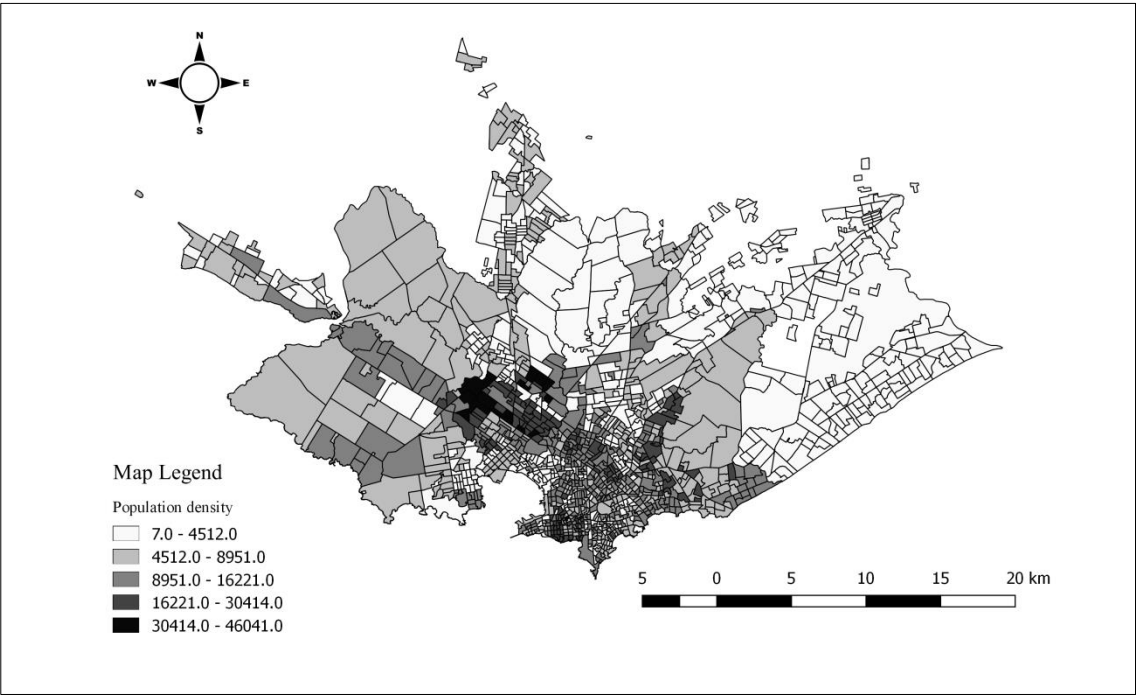 N
W E
S
Map Legend
Population density
7.0 - 4512.0
4512.0 - 8951.0
8951.0 - 16221.0
16221.0 - 30414.0
30414.0 - 46041.0
5 0 5 10 15 20 km